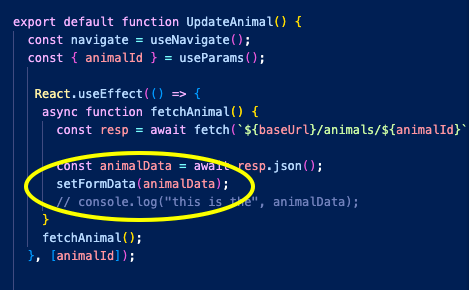 export default function UpdateAnimal() {
const navigate = useNavigate();
const { animalId } = useParams();
React.useEffect(() => {
async function fetchAnimal() {
const resp = await fetch(`${baseUrl}/animals/${animalId}`
const animalData = await resp.json();
setFormData(animalData);
// console.log("this is the", animalData);
}
fetchAnimal();
}, [animalId]);